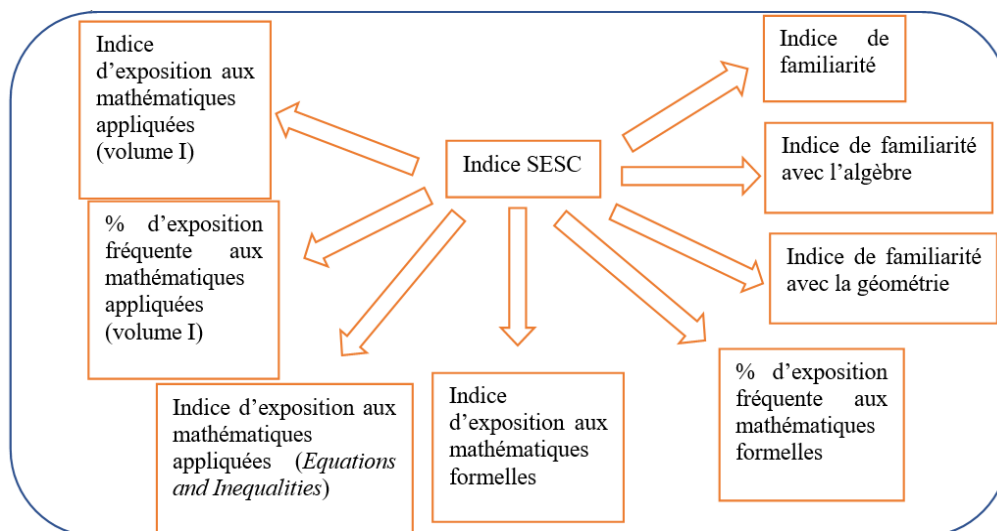 Indice
d'exposition aux
mathématiques
appliquées
(volume I)
% d'exposition
fréquente aux
mathématiques
appliquées
(volume I)
Indice d'exposition aux
mathématiques
appliquées (Equations
and Inequalities)
Indice
d'exposition aux
mathématiques
formelles
% d'exposition
fréquente aux
mathématiques
formelles
Indice SESC
Indice de
familiarité
Indice de familiarité
avec l'algèbre
Indice de familiarité
avec la géométrie